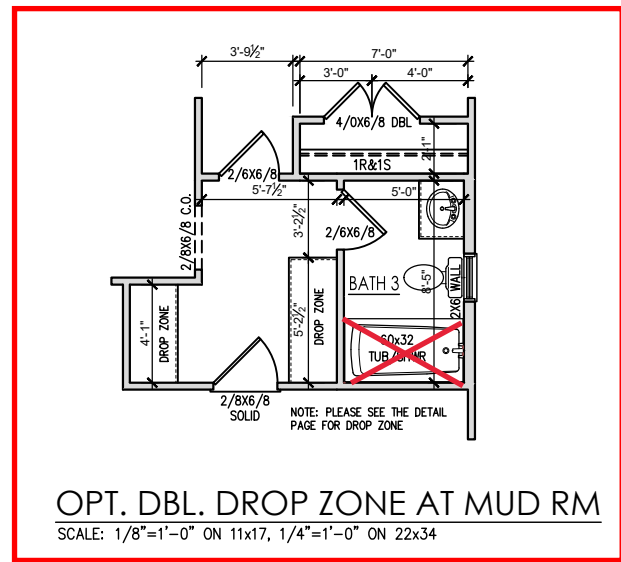 3'-9½"
7'-0"
3'-0"
4'-0"
4/0X6/8 DBL
2'-1"
1R&1S
2/6X6/8
5'-7½"
5'-0"
2/8X6/8 C.O.
3'-2½"
2/6X6/8
BATH 3
8'-5"
2X6 WALL
4'-1"
DROP ZONE
5'-2½"
DROP ZONE
60x32
TUB/SHWR
2/8X6/8
SOLID
NOTE: PLEASE SEE THE DETAIL
PAGE FOR DROP ZONE
OPT. DBL. DROP ZONE AT MUD RM
SCALE: 1/8"=1'-0" ON 11x17, 1/4"=1'-0" ON 22x34